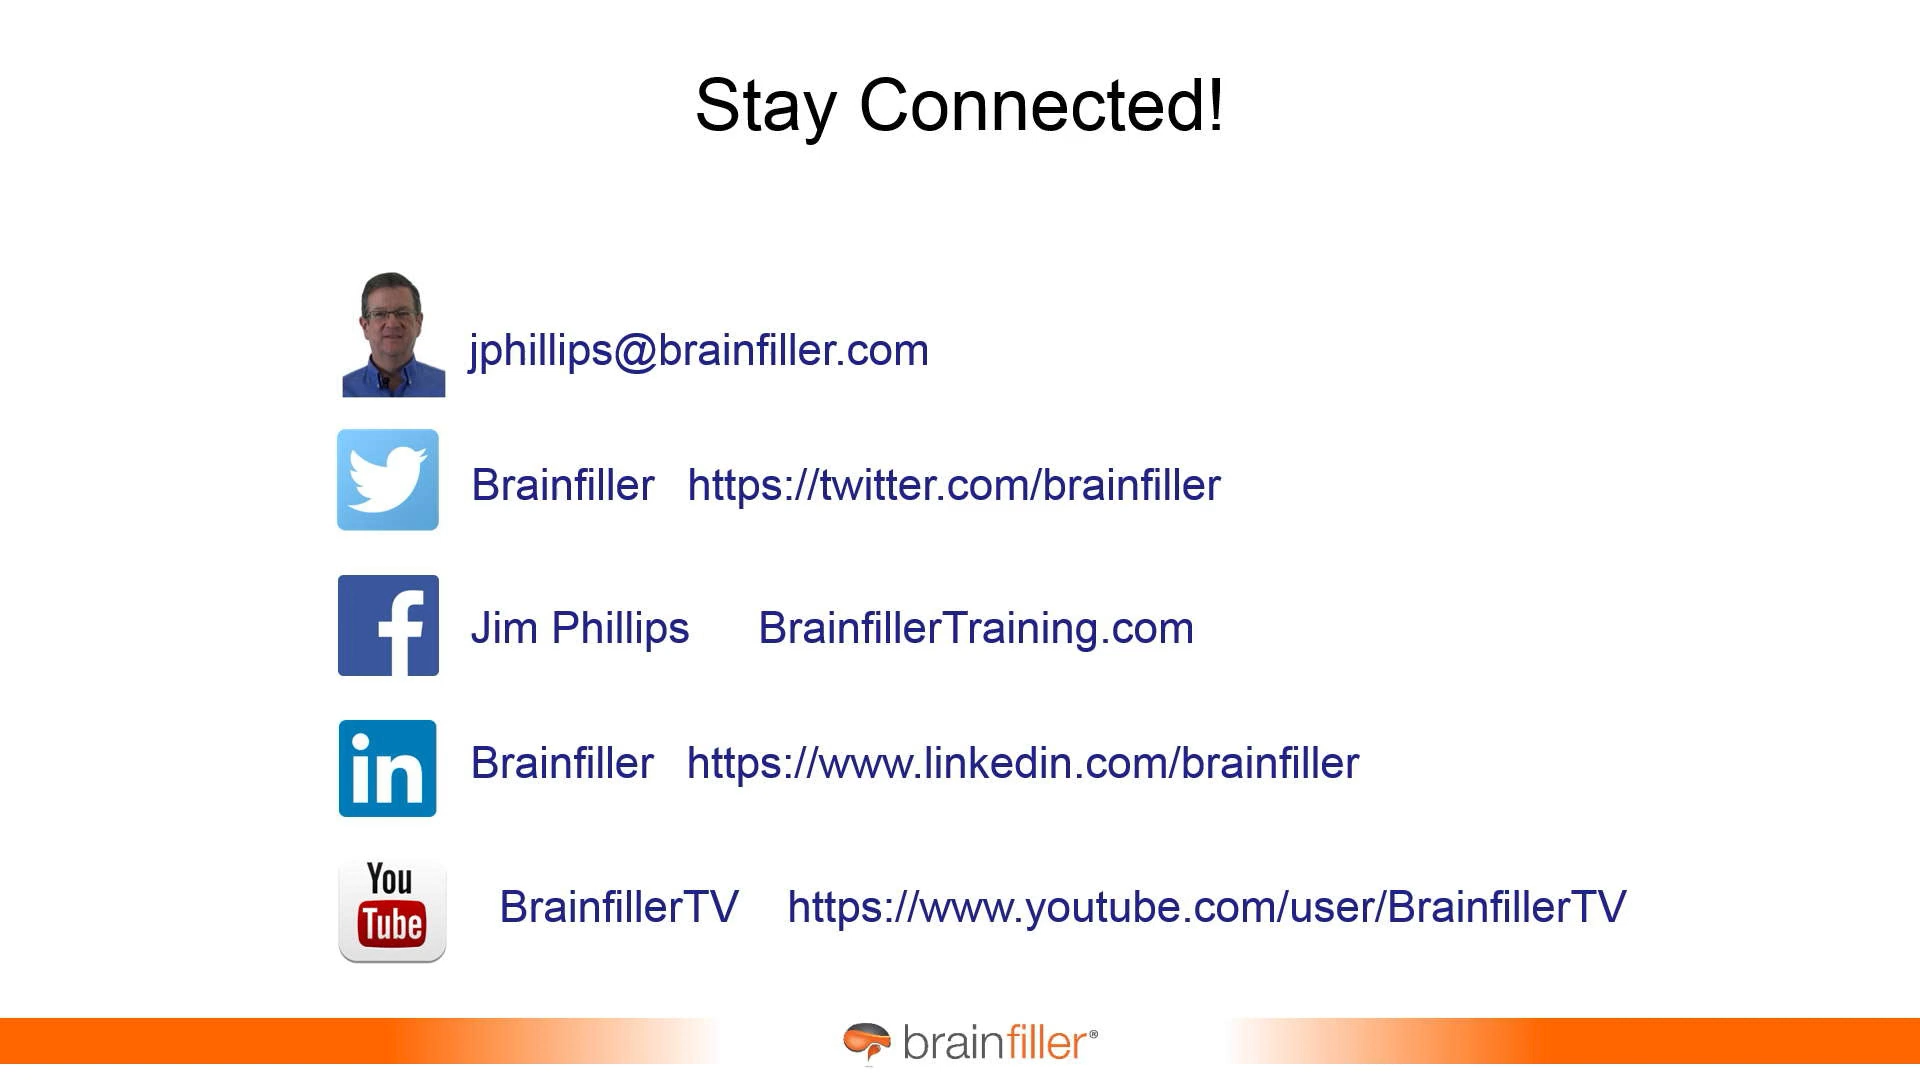 Stay Connected!
jphillips@brainfiller.com
Brainfiller https://twitter.com/brainfiller
Jim Phillips BrainfillerTraining.com
in Brainfiller https://www.linkedin.com/brainfiller
You
Tube
BrainfillerTV https://www.youtube.com/user/BrainfillerTV
brainfiller®